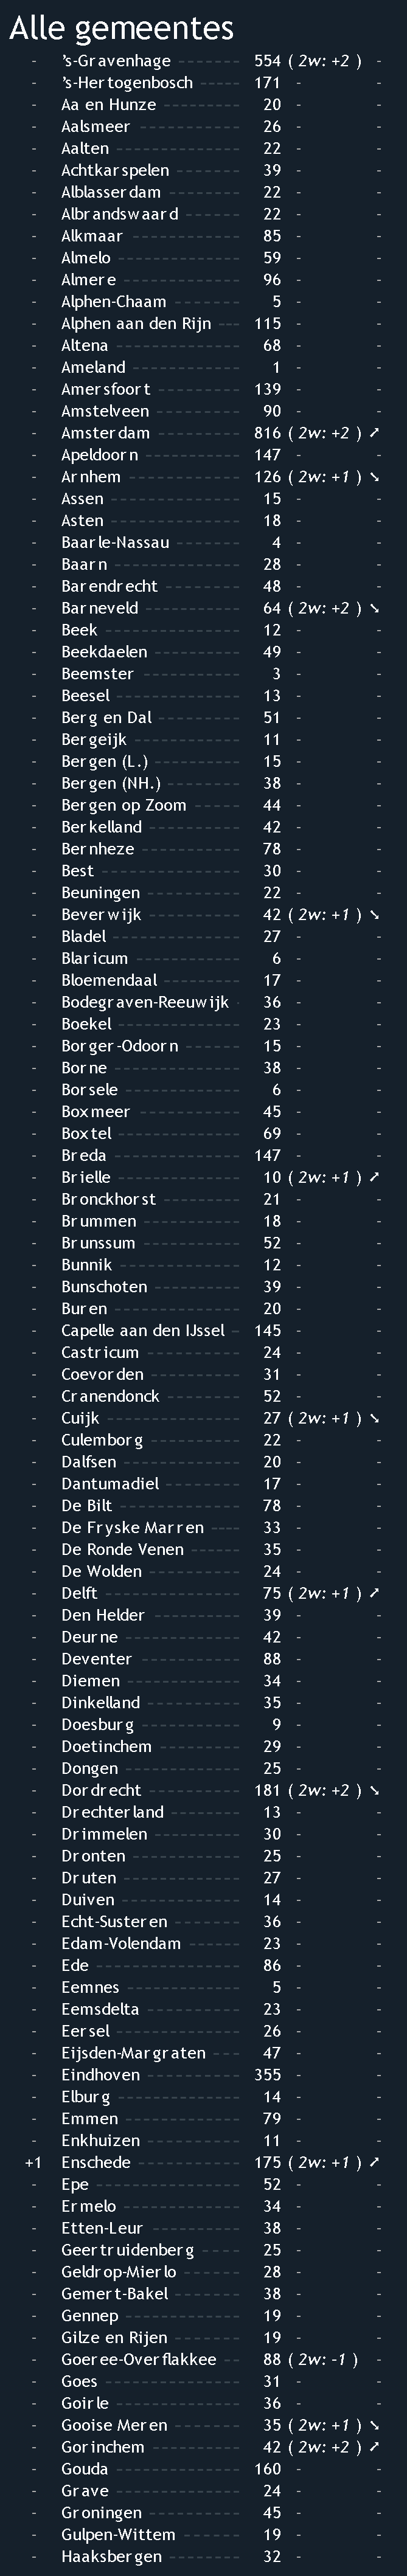 Alle gemeentes
- 's-Gravenhage 554 ( 2w: +2 ) -
- 's-Hertogenbosch 171 - -
- Aa en Hunze 20 - -
- Aalsmeer 26 - -
- Aalten 22 - -
- Achtkarspelen 39 - -
- Alblasserdam 22 - -
- Albrandswaard 22 - -
- Alkmaar 85 - -
- Almelo 59 - -
- Almere 96 - -
- Alphen-Chaam 5 - -
- Alphen aan den Rijn 115 - -
- Altena 68 - -
- Ameland 1 - -
- Amersfoort 139 - -
- Amstelveen 90 - -
- Amsterdam 816 ( 2w: +2 ) ↗
- Apeldoorn 147 - -
- Arnhem 126 ( 2w: +1 ) ↘
- Assen 15 - -
- Asten 18 - -
- Baarle-Nassau 4 - -
- Baarn 28 - -
- Barendrecht 48 - -
- Barneveld 64 ( 2w: +2 ) ↘
- Beek 12 - -
- Beekdaelen 49 - -
- Beemster 3 - -
- Beesel 13 - -
- Berg en Dal 51 - -
- Bergeijk 11 - -
- Bergen (L.) 15 - -
- Bergen (NH.) 38 - -
- Bergen op Zoom 44 - -
- Berkelland 42 - -
- Bernheze 78 - -
- Best 30 - -
- Beuningen 22 - -
- Beverwijk 42 ( 2w: +1 ) ↘
- Bladel 27 - -
- Blaricum 6 - -
- Bloemendaal 17 - -
- Bodegraven-Reeuwijk 36 - -
- Boekel 23 - -
- Borger-Odoorn 15 - -
- Borne 38 - -
- Borsele 6 - -
- Boxmeer 45 - -
- Boxtel 69 - -
- Breda 147 - -
- Brielle 10 ( 2w: +1 ) ↗
- Bronckhorst 21 - -
- Brummen 18 - -
- Brunssum 52 - -
- Bunnik 12 - -
- Bunschoten 39 - -
- Buren 20 - -
- Capelle aan den IJssel 145 - -
- Castricum 24 - -
- Coevorden 31 - -
- Cranendonck 52 - -
- Cuijk 27 ( 2w: +1 ) ↘
- Culemborg 22 - -
- Dalfsen 20 - -
- Dantumadiel 17 - -
- De Bilt 78 - -
- De Fryske Marren 33 - -
- De Ronde Venen 35 - -
- De Wolden 24 - -
- Delft 75 ( 2w: +1 ) ↗
- Den Helder 39 - -
- Deurne 42 - -
- Deventer 88 - -
- Diemen 34 - -
- Dinkelland 35 - -
- Doesburg 9 - -
- Doetinchem 29 - -
- Dongen 25 - -
- Dordrecht 181 ( 2w: +2 ) ↘
- Drechterland 13 - -
- Drimmelen 30 - -
- Dronten 25 - -
- Druten 27 - -
- Duiven 14 - -
- Echt-Susteren 36 - -
- Edam-Volendam 23 - -
- Ede 86 - -
- Eemnes 5 - -
- Eemsdelta 23 - -
- Eersel 26 - -
- Eijsden-Margraten 47 - -
- Eindhoven 355 - -
- Elburg 14 - -
- Emmen 79 - -
- Enkhuizen 11 - -
+1 Enschede 175 ( 2w: +1 ) ↗
- Epe 52 - -
- Ermelo 34 - -
- Etten-Leur 38 - -
- Geertruidenberg 25 - -
- Geldrop-Mierlo 28 - -
- Gemert-Bakel 38 - -
- Gennep 19 - -
- Gilze en Rijen 19 - -
- Goeree-Overflakkee 88 ( 2w: -1 ) -
- Goes 31 - -
- Goirle 36 - -
- Gooise Meren 35 ( 2w: +1 ) ↘
- Gorinchem 42 ( 2w: +2 ) ↗
- Gouda 160 - -
- Grave 24 - -
- Groningen 45 - -
- Gulpen-Wittem 19 - -
- Haaksbergen 32 - -